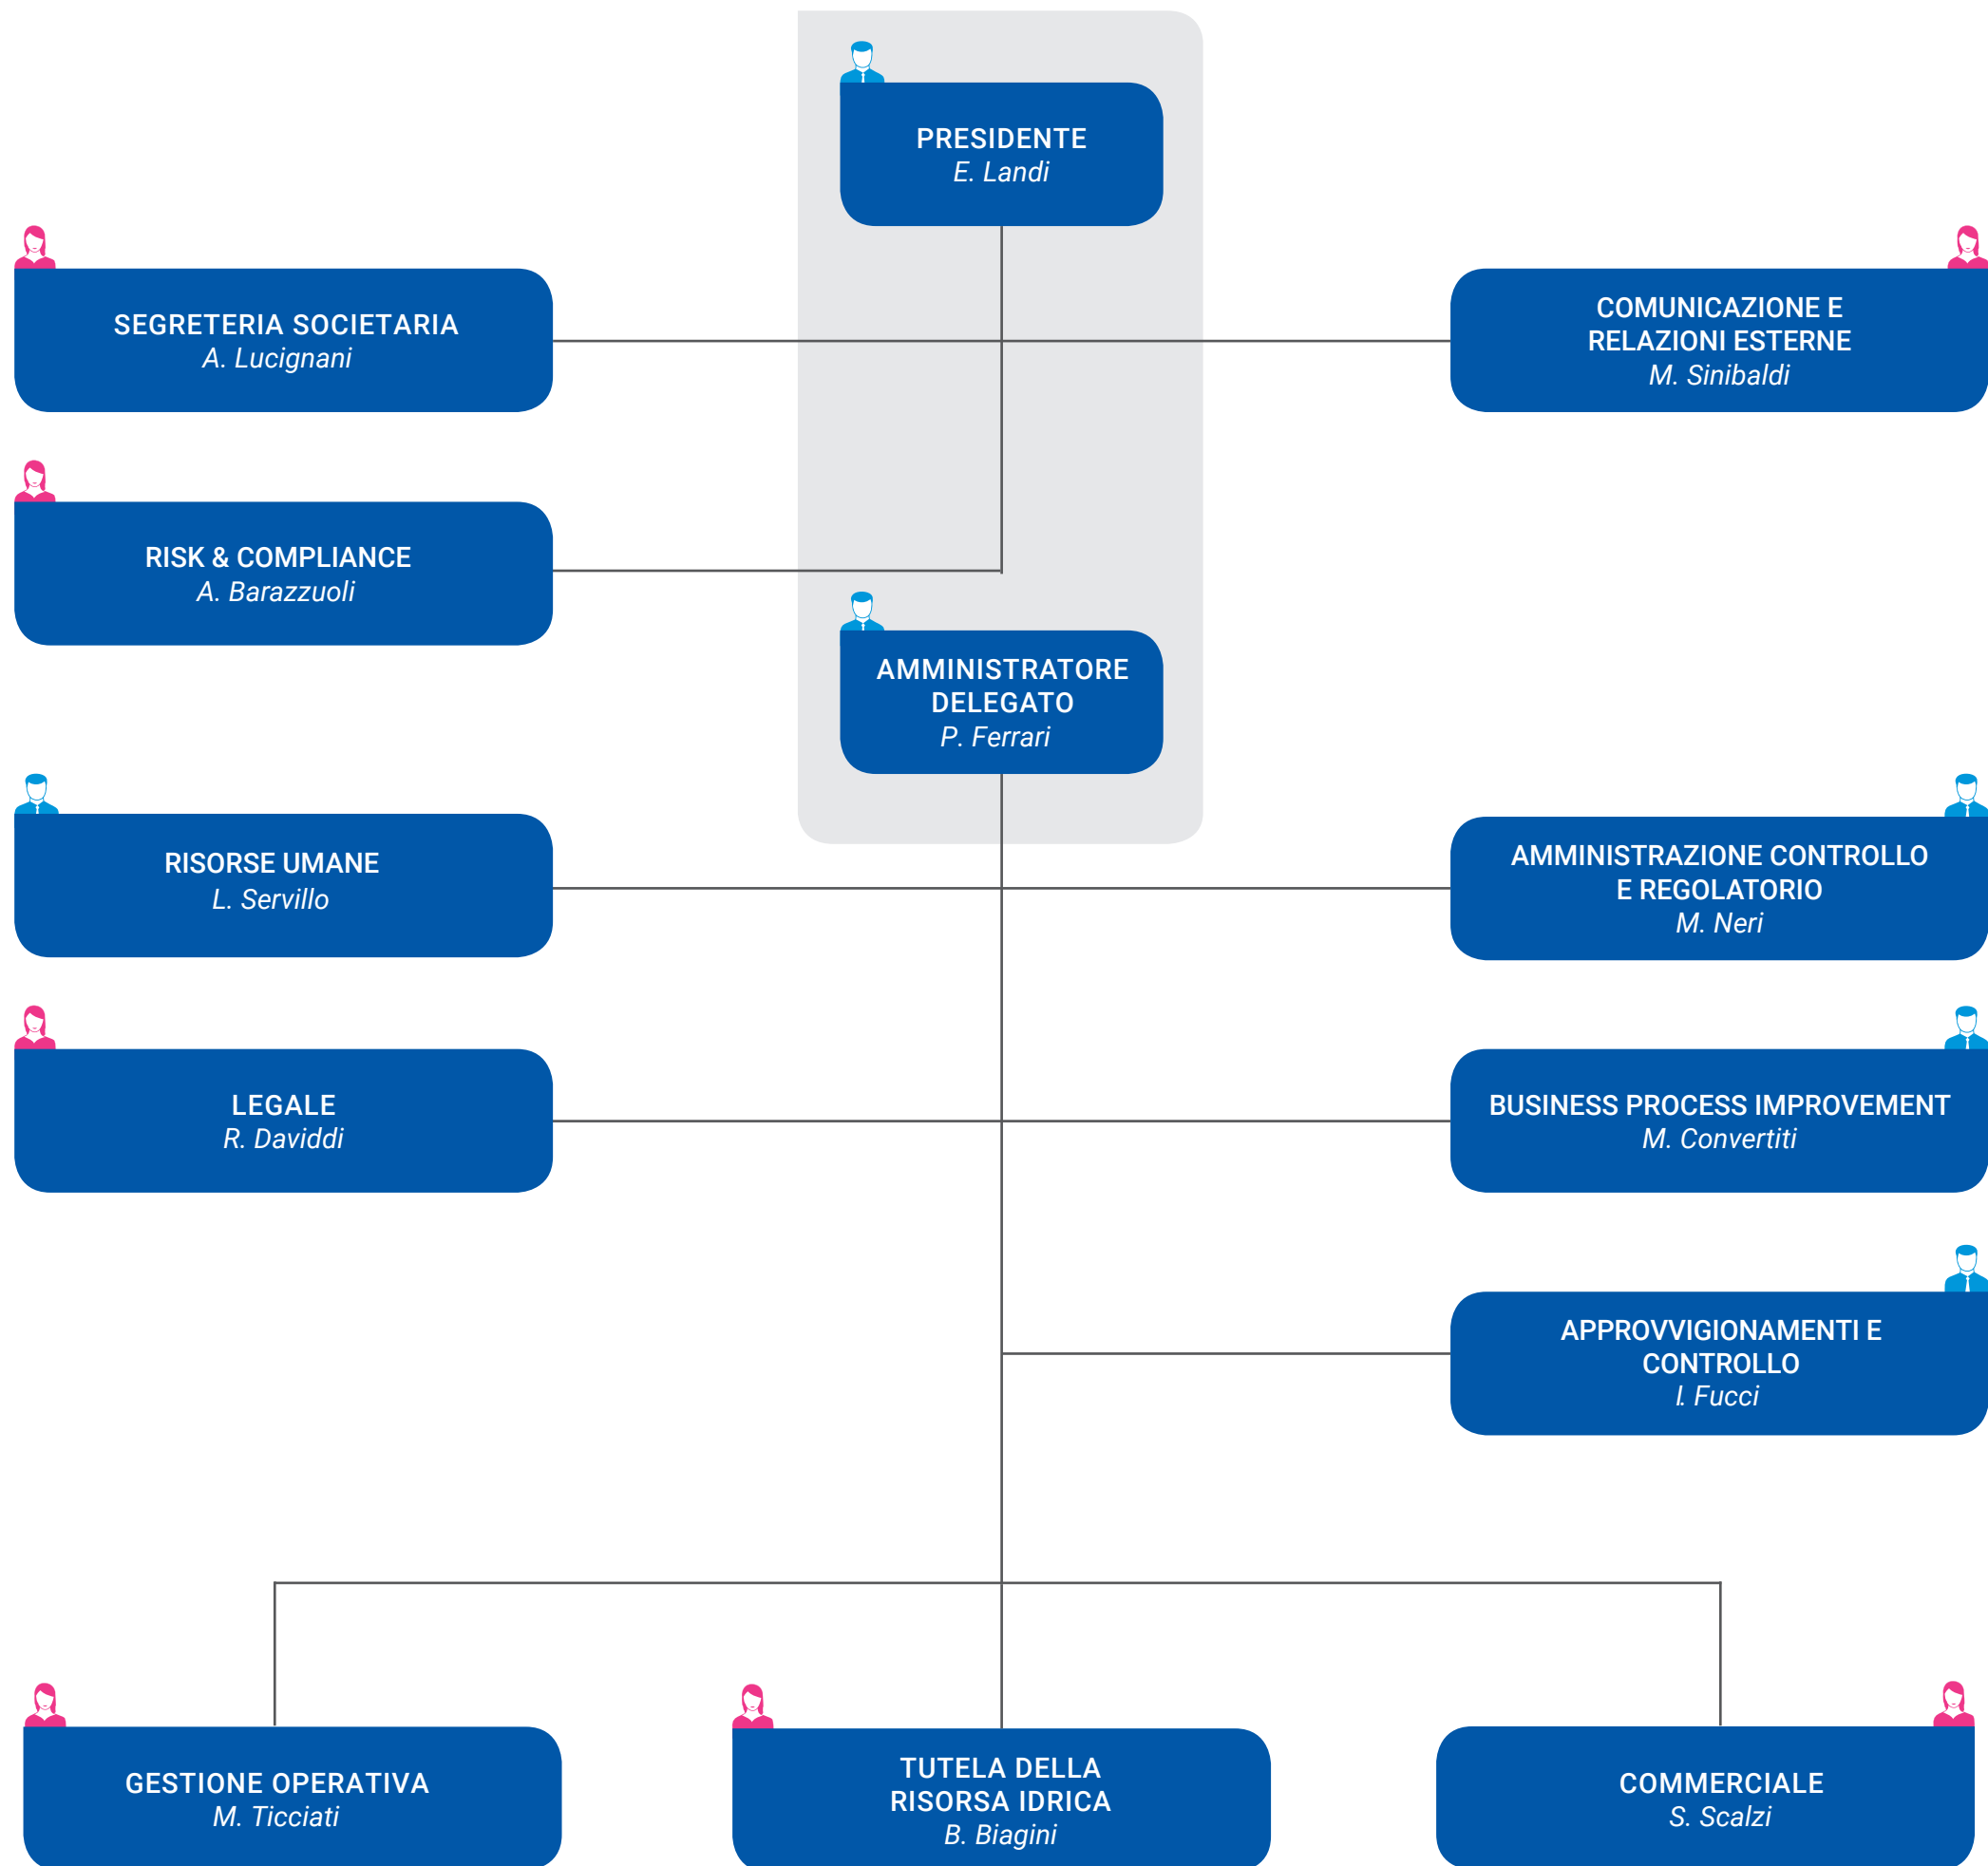 PRESIDENTE
E. Landi
SEGRETERIA SOCIETARIA
A. Lucignani
COMUNICAZIONE E
RELAZIONI ESTERNE
M. Sinibaldi
RISK & COMPLIANCE
A. Barazzuoli
AMMINISTRATORE
DELEGATO
P. Ferrari
RISORSE UMANE
L. Servillo
AMMINISTRAZIONE CONTROLLO
E REGOLATORIO
M. Neri
LEGALE
R. Daviddi
BUSINESS PROCESS IMPROVEMENT
M. Convertiti
APPROVVIGIONAMENTI E
CONTROLLO
I. Fucci
GESTIONE OPERATIVA
M. Ticciati
TUTELA DELLA
RISORSA IDRICA
B. Biagini
COMMERCIALE
S. Scalzi